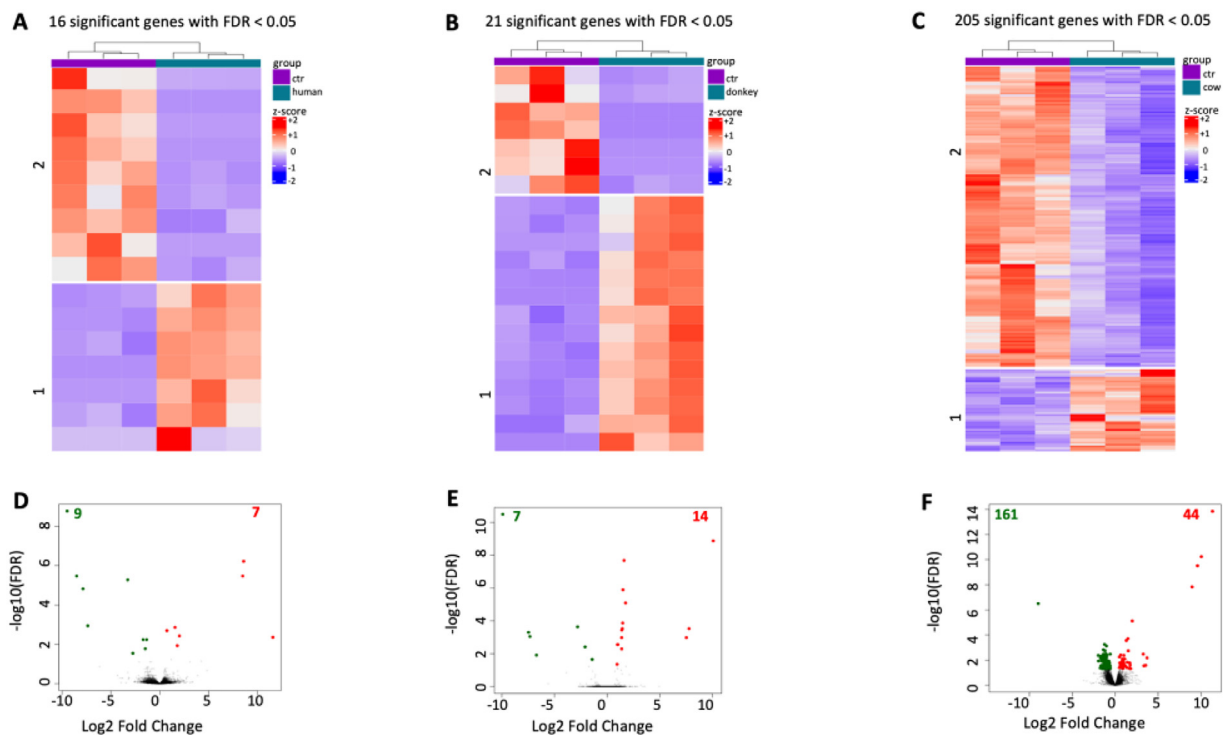 A 16 significant genes with FDR < 0.05
group
ctr
human
z-score
+2
+1
0
-1
-2
2
1
B 21 significant genes with FDR < 0.05
group
ctr
donkey
z-score
+2
+1
0
-1
-2
2
1
C 205 significant genes with FDR < 0.05
group
ctr
cow
z-score
+2
+1
0
-1
-2
2
1
D
9 7
-log10(FDR)
8
6
4
2
0
-10 -5 0 5 10
Log2 Fold Change
E
7 14
-log10(FDR)
10
8
6
4
2
0
-10 -5 0 5 10
Log2 Fold Change
F
161 44
-log10(FDR)
14
12
10
8
6
4
2
0
-10 -5 0 5 10
Log2 Fold Change